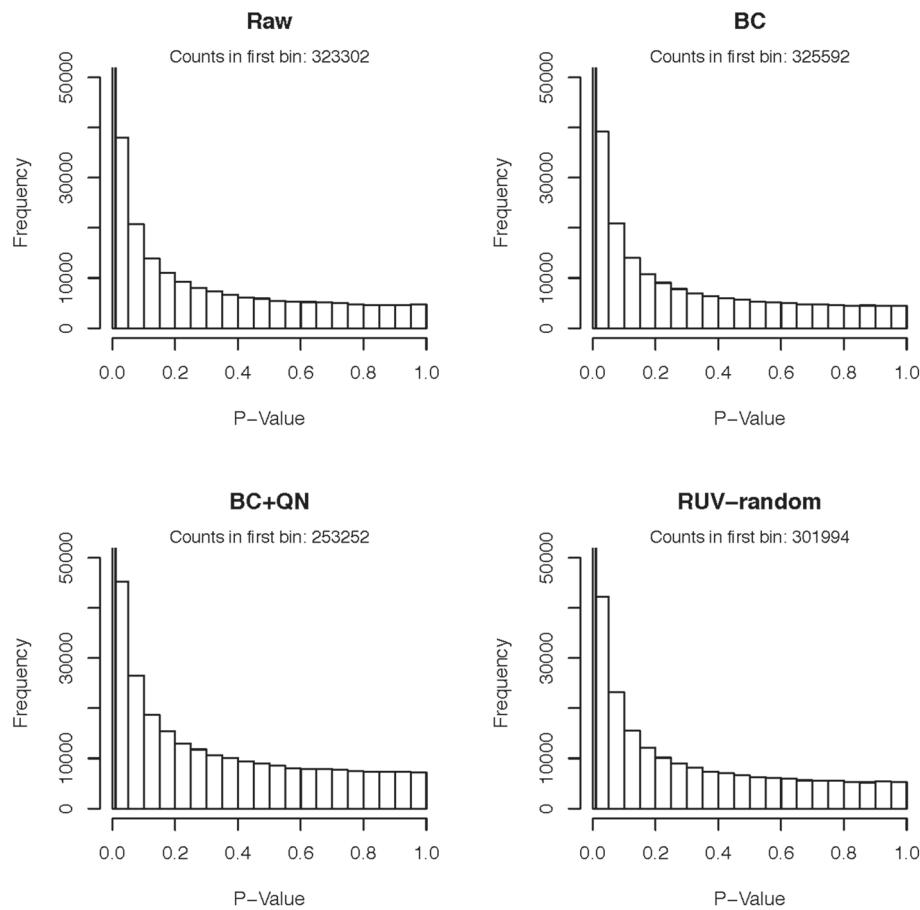 Raw
Counts in first bin: 323302
Frequency
50000
30000
10000
0
0.0 0.2 0.4 0.6 0.8 1.0
P−Value
BC
Counts in first bin: 325592
Frequency
50000
30000
10000
0
0.0 0.2 0.4 0.6 0.8 1.0
P−Value
BC+QN
Counts in first bin: 253252
Frequency
50000
30000
10000
0
0.0 0.2 0.4 0.6 0.8 1.0
P−Value
RUV−random
Counts in first bin: 301994
Frequency
50000
30000
10000
0
0.0 0.2 0.4 0.6 0.8 1.0
P−Value